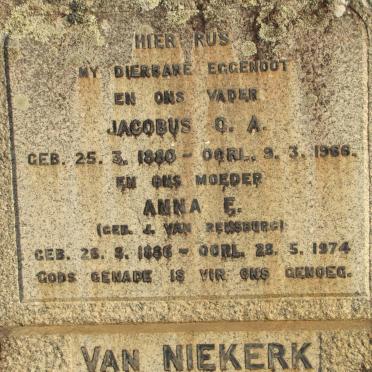 HIER RUS
MY DIERBARE EGGENOOT
EN ONS VADER
JACOBUS C. A.
GEB. 25. 3. 1880 - OORL. 9. 3. 1966.
EN ONS MOEDER
ANNA E.
(GEB. J. VAN RENSBURG)
GEB. 26. 8. 1886 - OORL. 28. 5. 1974
GODS GENADE IS VIR ONS GENOEG.
VAN NIEKERK